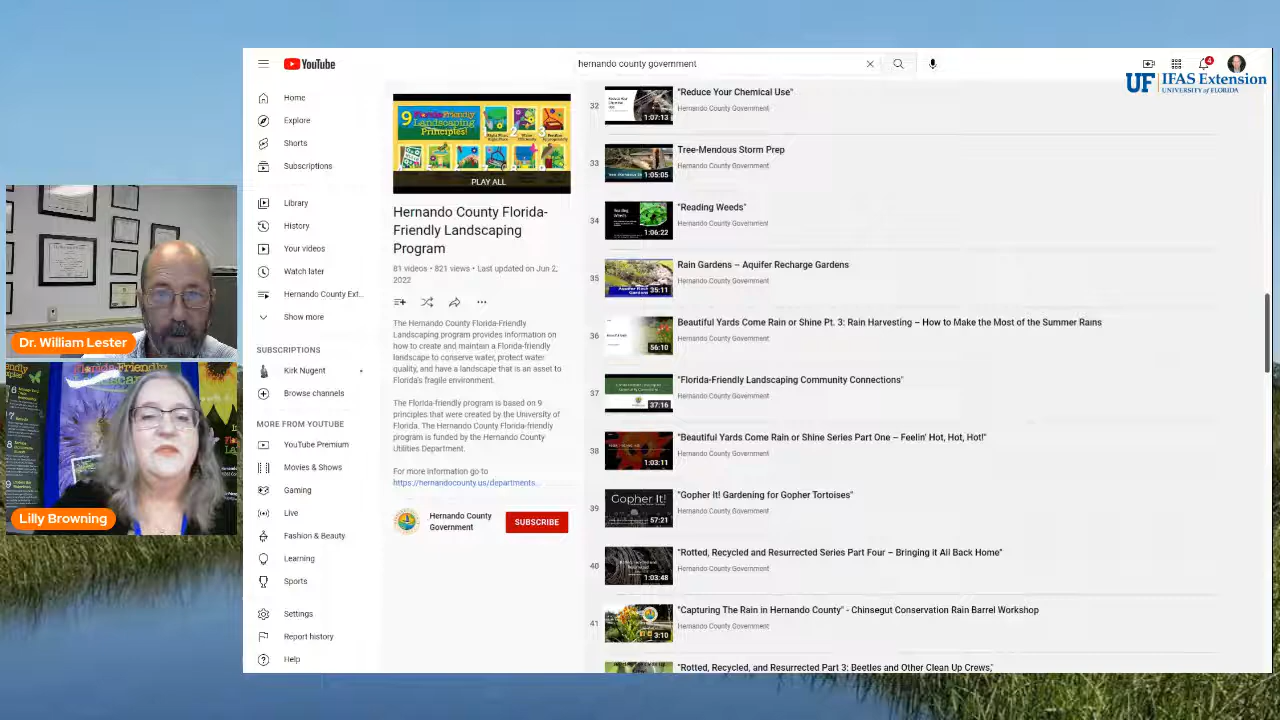 YouTube
hernando county government
4
UF IFAS Extension
UNIVERSITY of FLORIDA
Home
Explore
Shorts
Subscriptions
Library
History
Your videos
Watch later
Hernando County Ext...
Show more
SUBSCRIPTIONS
Kirk Nugent
Browse channels
MORE FROM YOUTUBE
YouTube Premium
Movies & Shows
Gaming
Live
Fashion & Beauty
Learning
Sports
Settings
Report history
Help
9 Florida-Friendly
Landscaping
Principles!
PLAY ALL
Hernando County Florida-
Friendly Landscaping
Program
81 videos • 821 views • Last updated on Jun 2,
2022
The Hernando County Florida-Friendly
Landscaping program provides information on
how to create and maintain a Florida-friendly
landscape to conserve water, protect water
quality, and have a landscape that is an asset to
Florida's fragile environment.
The Florida-friendly program is based on 9
principles that were created by the University of
Florida. The Hernando County Florida-friendly
program is funded by the Hernando County
Utilities Department.
For more information go to
https://hernandocounty.us/departments...
Hernando County
Government
SUBSCRIBE
32
1:07:13
"Reduce Your Chemical Use"
Hernando County Government
33
1:05:05
Tree-Mendous Storm Prep
Hernando County Government
34
Reading
Weeds
1:06:22
"Reading Weeds"
Hernando County Government
35
35:11
Rain Gardens -- Aquifer Recharge Gardens
Hernando County Government
36
56:10
Beautiful Yards Come Rain or Shine Pt. 3: Rain Harvesting – How to Make the Most of the Summer Rains
Hernando County Government
37
37:16
"Florida-Friendly Landscaping Community Connections"
Hernando County Government
38
1:03:11
"Beautiful Yards Come Rain or Shine Series Part One – Feelin' Hot, Hot, Hot!"
Hernando County Government
39
Gopher It!
57:21
"Gopher It! Gardening for Gopher Tortoises"
Hernando County Government
40
1:03:48
"Rotted, Recycled and Resurrected Series Part Four – Bringing it All Back Home"
Hernando County Government
41
3:10
"Capturing The Rain in Hernando County" - Chinsegut Conservation Rain Barrel Workshop
Hernando County Government
"Rotted, Recycled, and Resurrected Part 3: Beetles and Other Clean Up Crews,"
Dr. William Lester
Lilly Browning